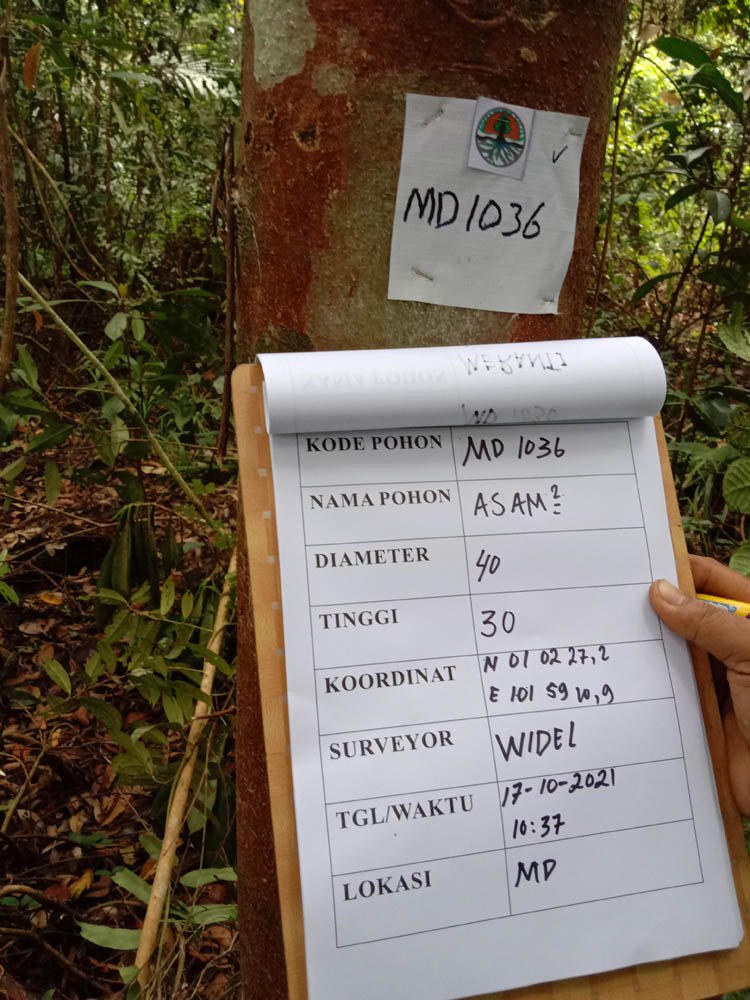 MD1036
KODE POHON MD 1036
NAMA POHON ASAM²
DIAMETER 40
TINGGI 30
KOORDINAT N 01 02 27,2
E 101 59 10,9
SURVEYOR WIDEL
TGL/WAKTU 17-10-2021
10:37
LOKASI MD